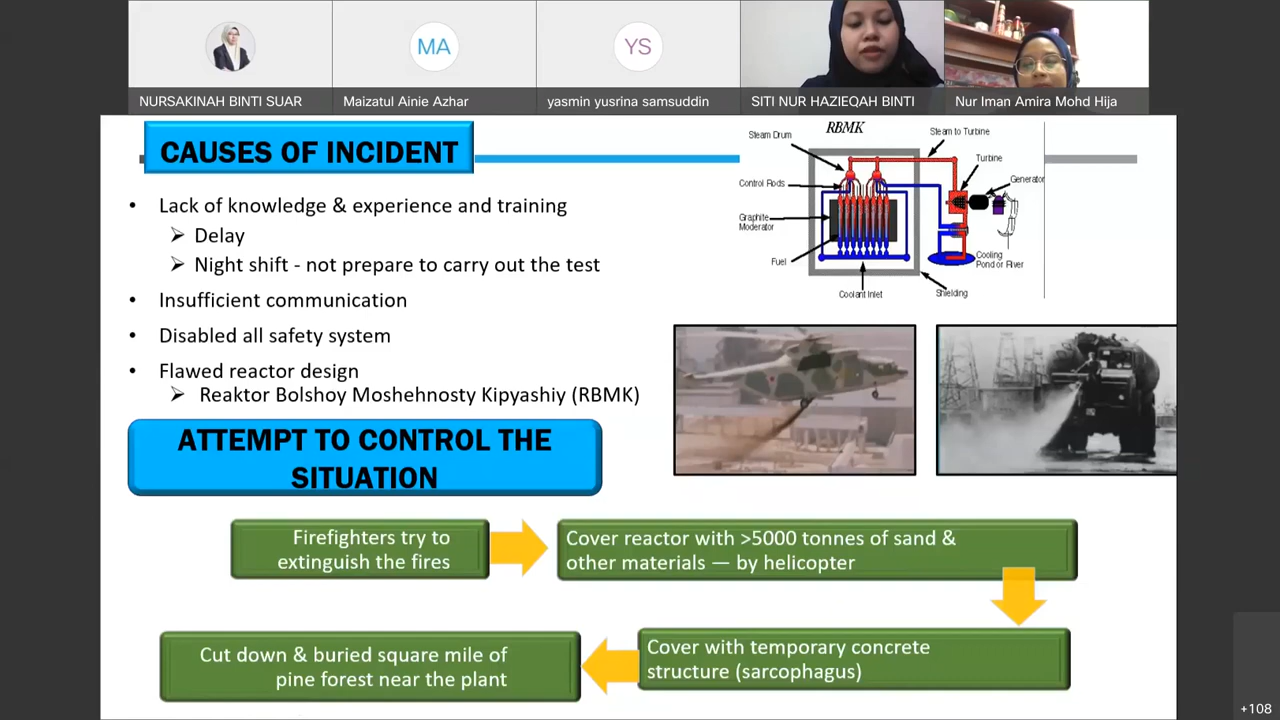 MA
YS
NURSAKINAH BINTI SUAR
Maizatul Ainie Azhar
yasmin yusrina samsuddin
SITI NUR HAZIEQAH BINTI
Nur Iman Amira Mohd Hija
CAUSES OF INCIDENT
• Lack of knowledge & experience and training
➢ Delay
➢ Night shift - not prepare to carry out the test
• Insufficient communication
• Disabled all safety system
• Flawed reactor design
➢ Reaktor Bolshoy Moshehnosty Kipyashiy (RBMK)
RBMK
Steam Drum
Steam to Turbine
Turbine
Control Rods
Generator
Graphite
Moderator
Fuel
Cooling
Pond or River
Coolant Inlet
Shielding
ATTEMPT TO CONTROL THE
SITUATION
Firefighters try to
extinguish the fires
Cover reactor with >5000 tonnes of sand &
other materials — by helicopter
Cover with temporary concrete
structure (sarcophagus)
Cut down & buried square mile of
pine forest near the plant
+108